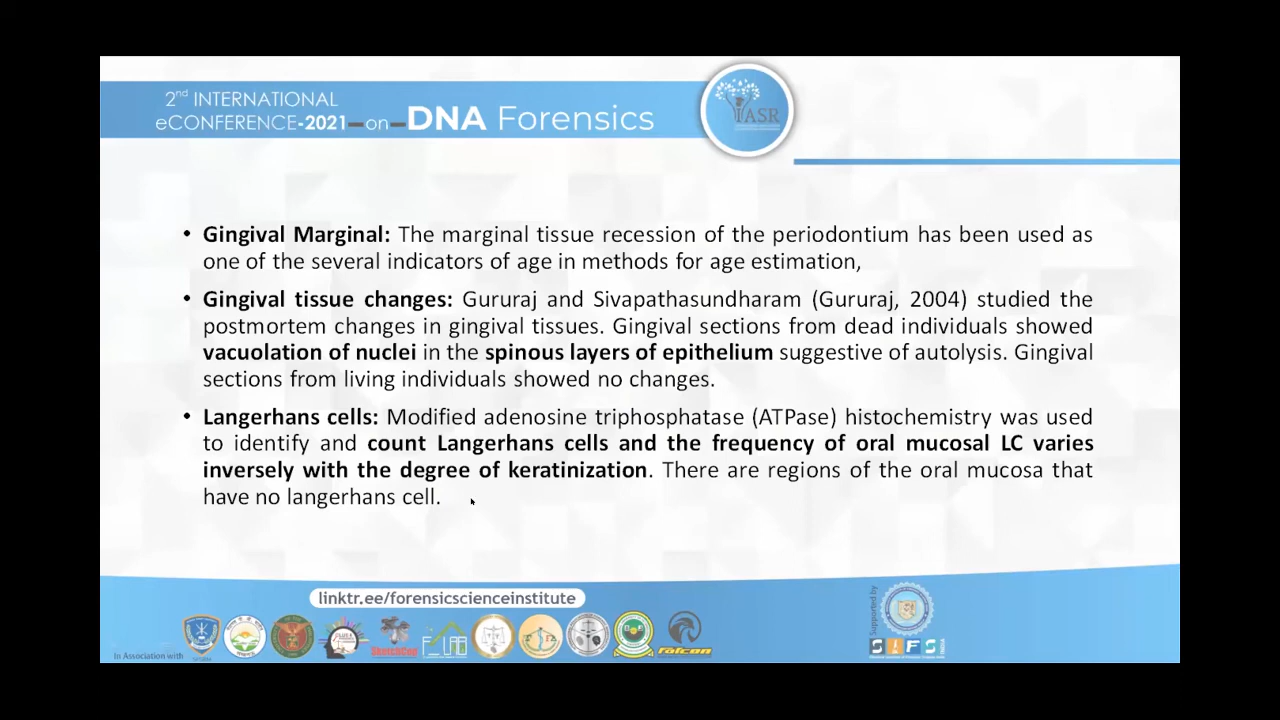 2nd INTERNATIONAL
eCONFERENCE-2021-on-DNA Forensics
IASR
• Gingival Marginal: The marginal tissue recession of the periodontium has been used as
one of the several indicators of age in methods for age estimation,
• Gingival tissue changes: Gururaj and Sivapathasundharam (Gururaj, 2004) studied the
postmortem changes in gingival tissues. Gingival sections from dead individuals showed
vacuolation of nuclei in the spinous layers of epithelium suggestive of autolysis. Gingival
sections from living individuals showed no changes.
• Langerhans cells: Modified adenosine triphosphatase (ATPase) histochemistry was used
to identify and count Langerhans cells and the frequency of oral mucosal LC varies
inversely with the degree of keratinization. There are regions of the oral mucosa that
have no langerhans cell.
linktr.ee/forensicscienceinstitute
In Association with
falcon
Supported by
SIFS
INDIA